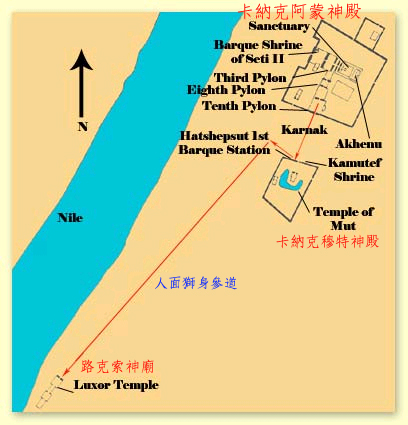 卡納克阿蒙神殿
Sanctuary
Barque Shrine
of Seti II
Third Pylon
Eighth Pylon
Tenth Pylon
Karnak
Akhenu
N
Hatshepsut 1st
Barque Station
Kamutef
Shrine
Temple of
Mut
卡納克穆特神殿
Nile
人面獅身參道
路克索神廟
Luxor Temple